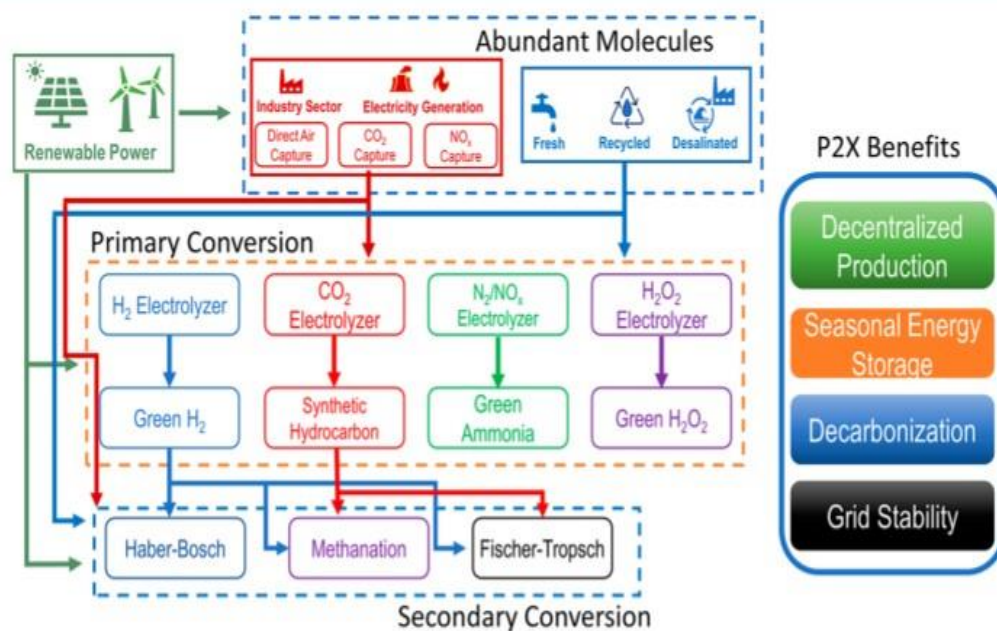 Abundant Molecules
Renewable Power
Industry Sector
Electricity Generation
Direct Air
Capture
CO₂
Capture
NOₓ
Capture
Fresh
Recycled
Desalinated
P2X Benefits
Decentralized
Production
Seasonal Energy
Storage
Decarbonization
Grid Stability
Primary Conversion
H₂ Electrolyzer
CO₂
Electrolyzer
N₂/NOₓ
Electrolyzer
H₂O₂
Electrolyzer
Green H₂
Synthetic
Hydrocarbon
Green
Ammonia
Green H₂O₂
Haber-Bosch
Methanation
Fischer-Tropsch
Secondary Conversion